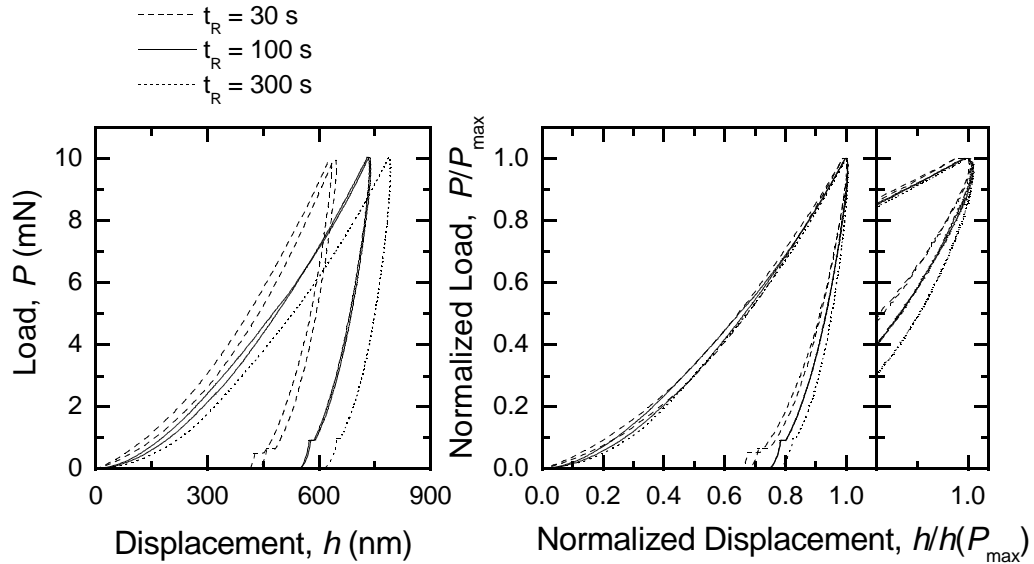 t_R = 30 s
t_R = 100 s
t_R = 300 s
Load, P (mN)
10
8
6
4
2
0
0 300 600 900
Displacement, h (nm)
Normalized Load, P/P_max
1.0
0.8
0.6
0.4
0.2
0.0
0.0 0.2 0.4 0.6 0.8 1.0 1.0
Normalized Displacement, h/h(P_max)